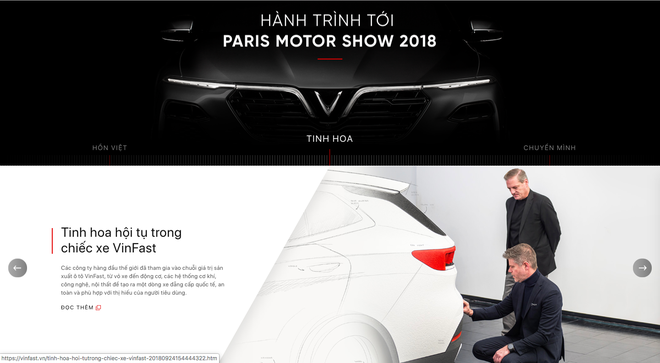 HÀNH TRÌNH TỚI
PARIS MOTOR SHOW 2018
HỒN VIỆT
TINH HOA
CHUYỂN MÌNH
Tinh hoa hội tụ trong
chiếc xe VinFast
Các công ty hàng đầu thế giới đã tham gia vào chuỗi giá trị sản
xuất ô tô VinFast, từ vỏ xe đến động cơ, các hệ thống cơ khí,
công nghệ, nội thất để tạo ra một dòng xe đẳng cấp quốc tế, an
toàn và phù hợp với thị hiếu của người tiêu dùng.
ĐỌC THÊM
https://vinfast.vn/tinh-hoa-hoi-tutrong-chiec-xe-vinfast-20180924154444322.htm